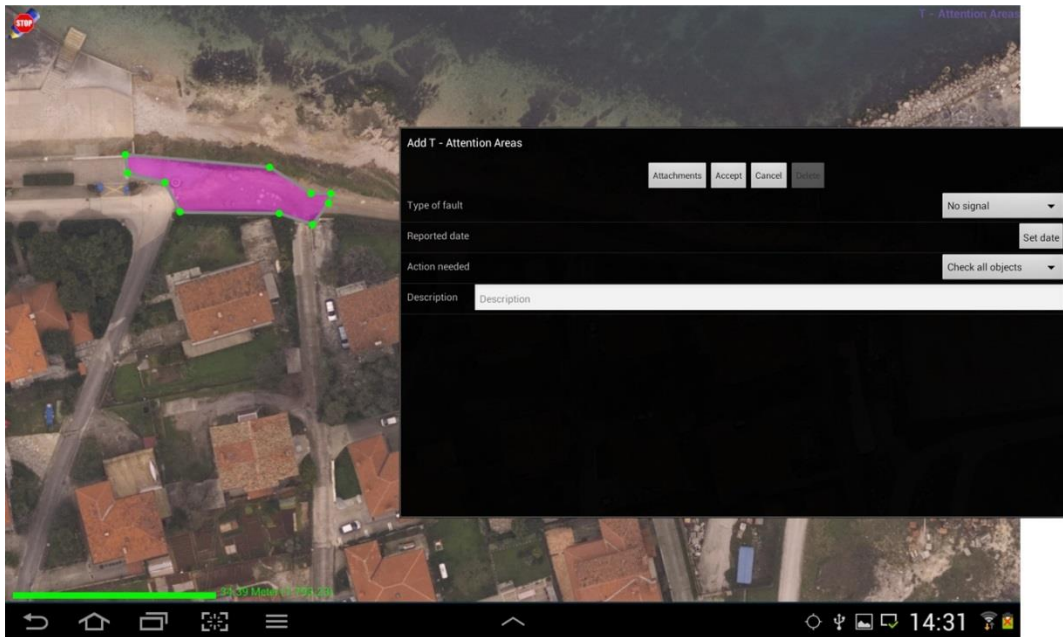 STOP
T - Attention Areas
Add T - Attention Areas
Attachments Accept Cancel Delete
Type of fault No signal
Reported date Set date
Action needed Check all objects
Description Description
14:31